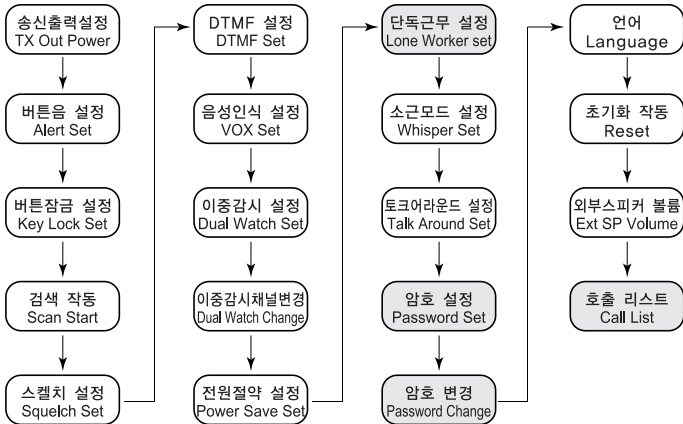 송신출력설정
TX Out Power
버튼음 설정
Alert Set
버튼잠금 설정
Key Lock Set
검색 작동
Scan Start
스켈치 설정
Squelch Set
DTMF 설정
DTMF Set
음성인식 설정
VOX Set
이중감시 설정
Dual Watch Set
이중감시채널변경
Dual Watch Change
전원절약 설정
Power Save Set
단독근무 설정
Lone Worker set
소근모드 설정
Whisper Set
토크어라운드 설정
Talk Around Set
암호 설정
Password Set
암호 변경
Password Change
언어
Language
초기화 작동
Reset
외부스피커 볼륨
Ext SP Volume
호출 리스트
Call List